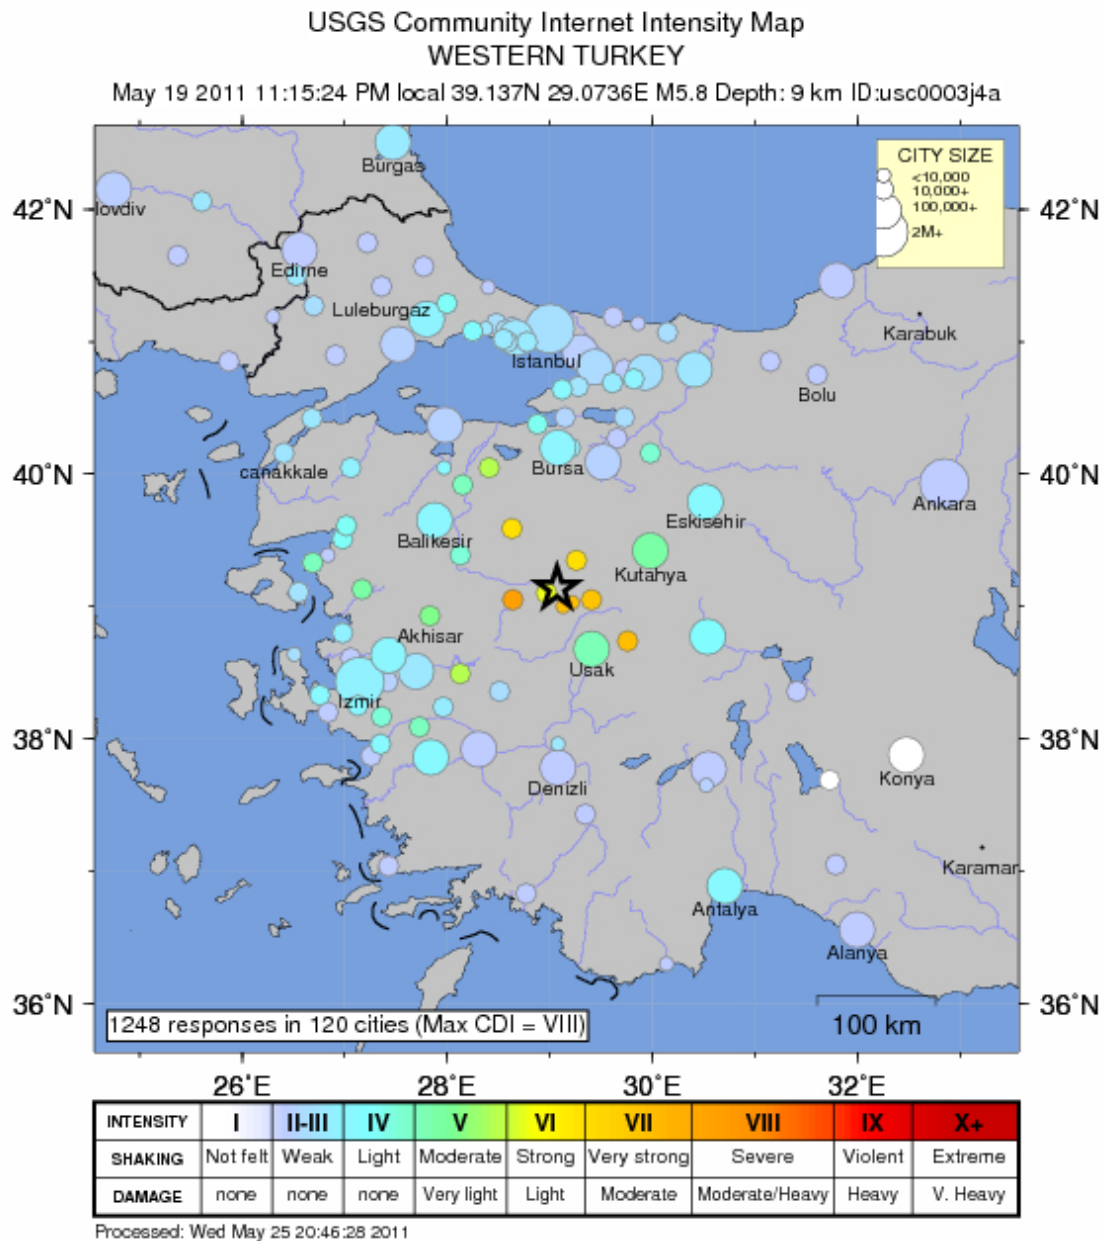 USGS Community Internet Intensity Map
WESTERN TURKEY
May 19 2011 11:15:24 PM local 39.137N 29.0736E M5.8 Depth: 9 km ID:usc0003j4a
CITY SIZE
<10,000
10,000+
100,000+
2M+
Burgas
lovdiv
42°N
42°N
Edirne
Luleburgaz
Karabuk
Istanbul
Bolu
40°N
canakkale
Bursa
40°N
Ankara
Eskisehir
Balikesir
Kutahya
Akhisar
Usak
Izmir
38°N
38°N
Konya
Denizli
Karamar
Antalya
Alanya
36°N
36°N
1248 responses in 120 cities (Max CDI = VIII)
100 km
26°E 28°E 30°E 32°E
INTENSITY I II-III IV V VI VII VIII IX X+
SHAKING Not felt Weak Light Moderate Strong Very strong Severe Violent Extreme
DAMAGE none none none Very light Light Moderate Moderate/Heavy Heavy V. Heavy
Processed: Wed May 25 20:46:28 2011